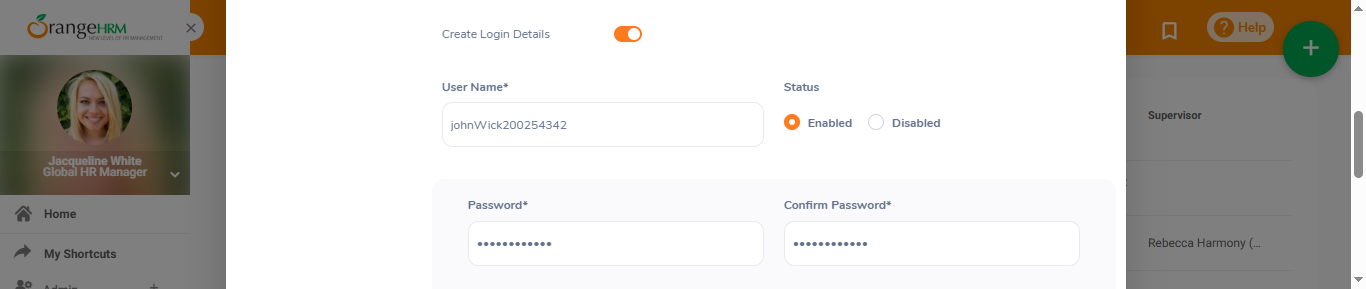 OrangeHRM
NEW LEVEL OF HR MANAGEMENT
Help
Jacqueline White
Global HR Manager
Home
My Shortcuts
Admin
Create Login Details
User Name*
johnWick200254342
Status
Enabled
Disabled
Password*
Confirm Password*
Supervisor
Rebecca Harmony (...